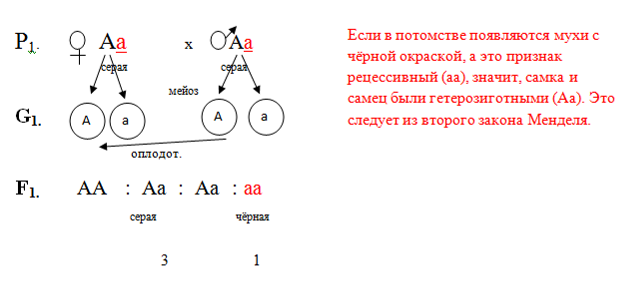 P1. ♀ Aa x ♂ Aa
серая серая
мейоз
G1. A a A a
оплодот.
F1. AA : Aa : Aa : aa
серая чёрная
3 1
Если в потомстве появляются мухи с
чёрной окраской, а это признак
рецессивный (аа), значит, самка и
самец были гетерозиготными (Аа). Это
следует из второго закона Менделя.